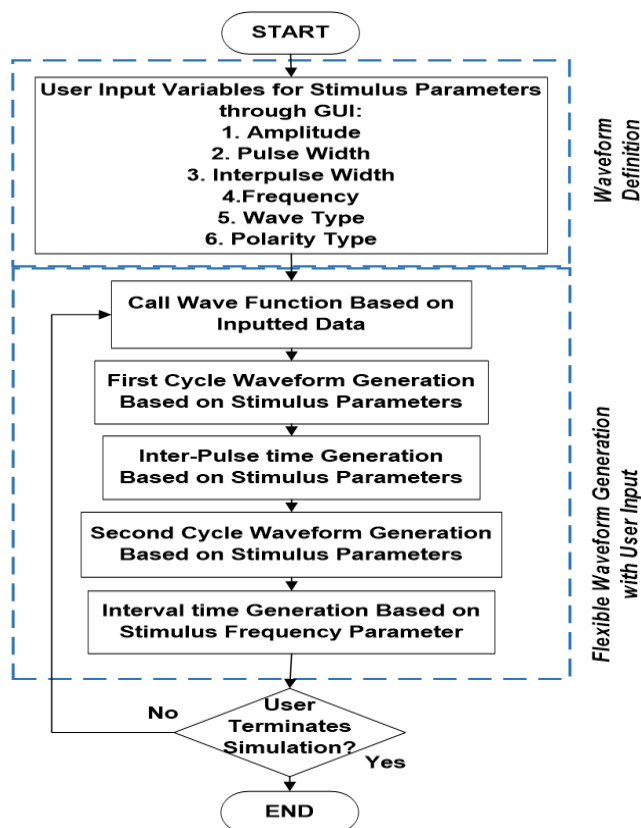 START
User Input Variables for Stimulus Parameters
through GUI:
1. Amplitude
2. Pulse Width
3. Interpulse Width
4.Frequency
5. Wave Type
6. Polarity Type
Waveform
Definition
Call Wave Function Based on
Inputted Data
First Cycle Waveform Generation
Based on Stimulus Parameters
Inter-Pulse time Generation
Based on Stimulus Parameters
Second Cycle Waveform Generation
Based on Stimulus Parameters
Interval time Generation Based on
Stimulus Frequency Parameter
Flexible Waveform Generation
with User Input
User
Terminates
Simulation?
No
Yes
END